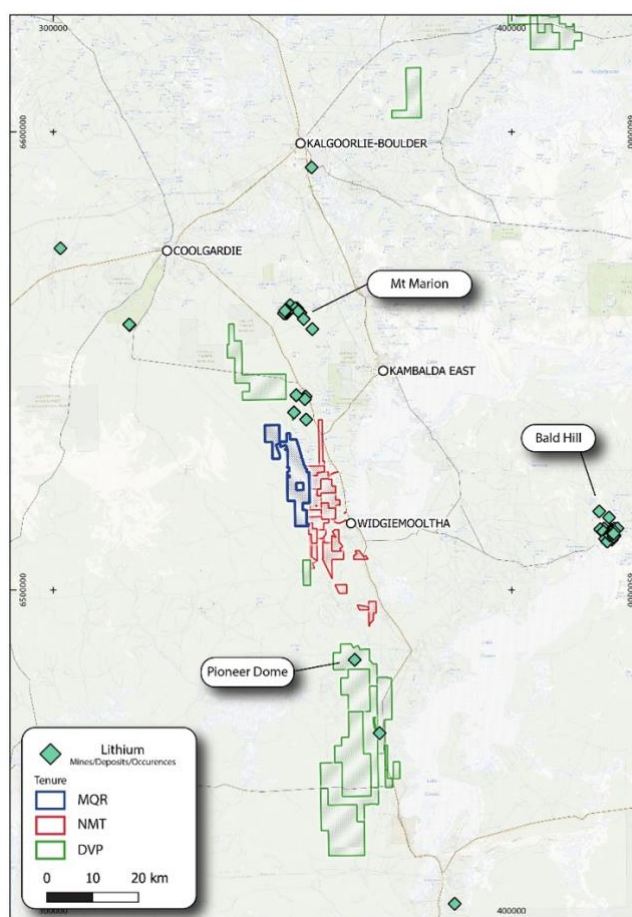 300000
400000
6600000
KALGOORLIE-BOULDER
COOLGARDIE
Mt Marion
KAMBALDA EAST
Bald Hill
WIDGIEMOOLTHA
6500000
Pioneer Dome
Lithium
Mines/Deposits/Occurences
Tenure
MQR
NMT
DVP
0 10 20 km
400000